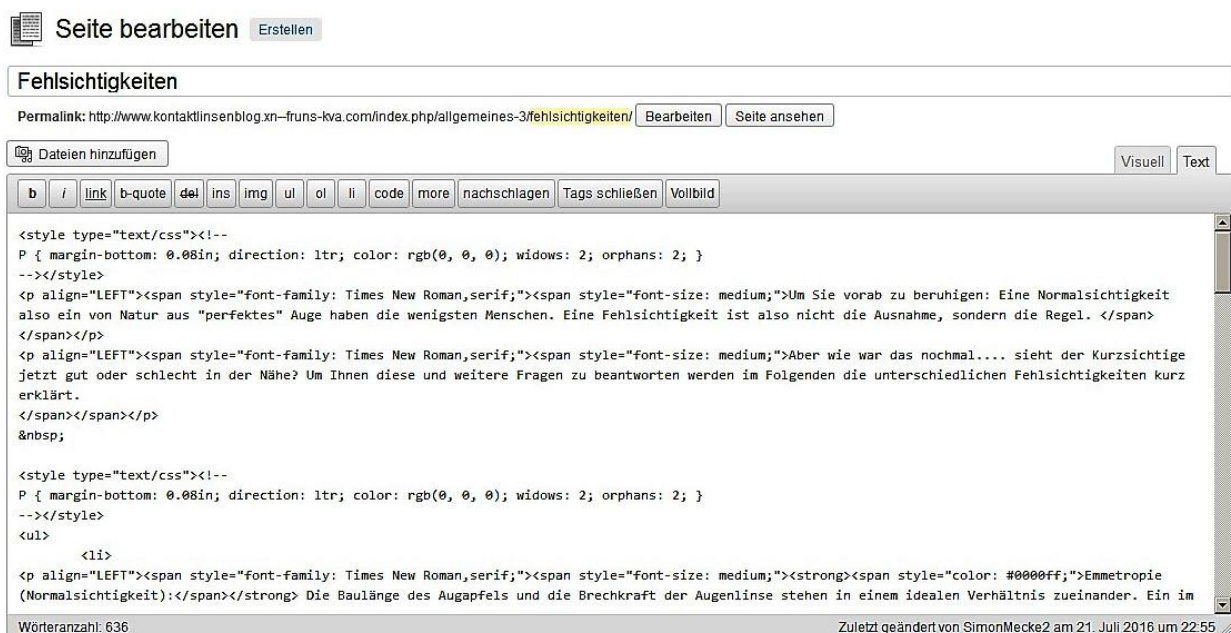 Seite bearbeiten Erstellen
Fehlsichtigkeiten
Permalink: http://www.kontaktlinsenblog.xn--fruns-kva.com/index.php/allgemeines-3/fehlsichtigkeiten/ Bearbeiten Seite ansehen
Dateien hinzufügen
Visuell Text
b i link b-quote del ins img ul ol li code more nachschlagen Tags schließen Vollbild
<style type="text/css"><!--
P { margin-bottom: 0.08in; direction: ltr; color: rgb(0, 0, 0); widows: 2; orphans: 2; }
--></style>
<p align="LEFT"><span style="font-family: Times New Roman,serif;"><span style="font-size: medium;">Um Sie vorab zu beruhigen: Eine Normalsichtigkeit
also ein von Natur aus "perfektes" Auge haben die wenigsten Menschen. Eine Fehlsichtigkeit ist also nicht die Ausnahme, sondern die Regel. </span>
</span></p>
<p align="LEFT"><span style="font-family: Times New Roman,serif;"><span style="font-size: medium;">Aber wie war das nochmal.... sieht der Kurzsichtige
jetzt gut oder schlecht in der Nähe? Um Ihnen diese und weitere Fragen zu beantworten werden im Folgenden die unterschiedlichen Fehlsichtigkeiten kurz
erklärt.
</span></span></p>
&nbsp;
<style type="text/css"><!--
P { margin-bottom: 0.08in; direction: ltr; color: rgb(0, 0, 0); widows: 2; orphans: 2; }
--></style>
<ul>
<li>
<p align="LEFT"><span style="font-family: Times New Roman,serif;"><span style="font-size: medium;"><strong><span style="color: #0000ff;">Emmetropie
(Normalsichtigkeit):</span></strong> Die Baulänge des Augapfels und die Brechkraft der Augenlinse stehen in einem idealen Verhältnis zueinander. Ein im
Wörteranzahl: 636 Zuletzt geändert von SimonMecke2 am 21. Juli 2016 um 22:55